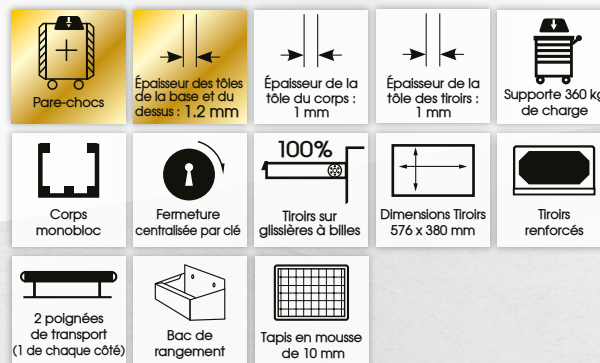 Pare-chocs
Épaisseur des tôles
de la base et du
dessus : 1.2 mm
Épaisseur de la
tôle du corps :
1 mm
Épaisseur de la
tôle des tiroirs :
1 mm
Supporte 360 kg
de charge
Corps
monobloc
Fermeture
centralisée par clé
100%
Tiroirs sur
glissières à billes
Dimensions Tiroirs
576 x 380 mm
Tiroirs
renforcés
2 poignées
de transport
(1 de chaque côté)
Bac de
rangement
Tapis en mousse
de 10 mm